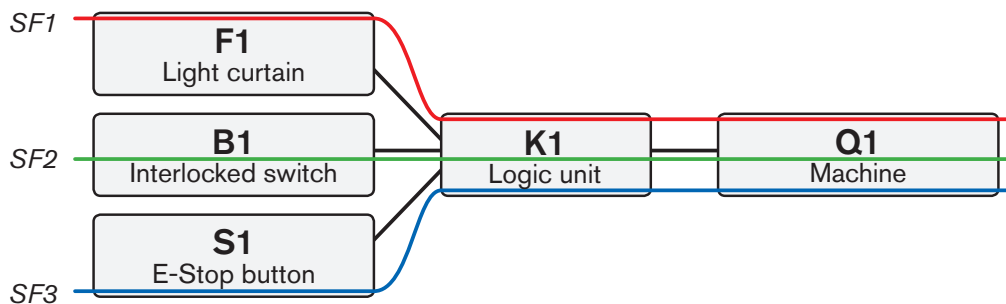 SF1
F1
Light curtain
SF2
B1
Interlocked switch
K1
Logic unit
Q1
Machine
S1
E-Stop button
SF3